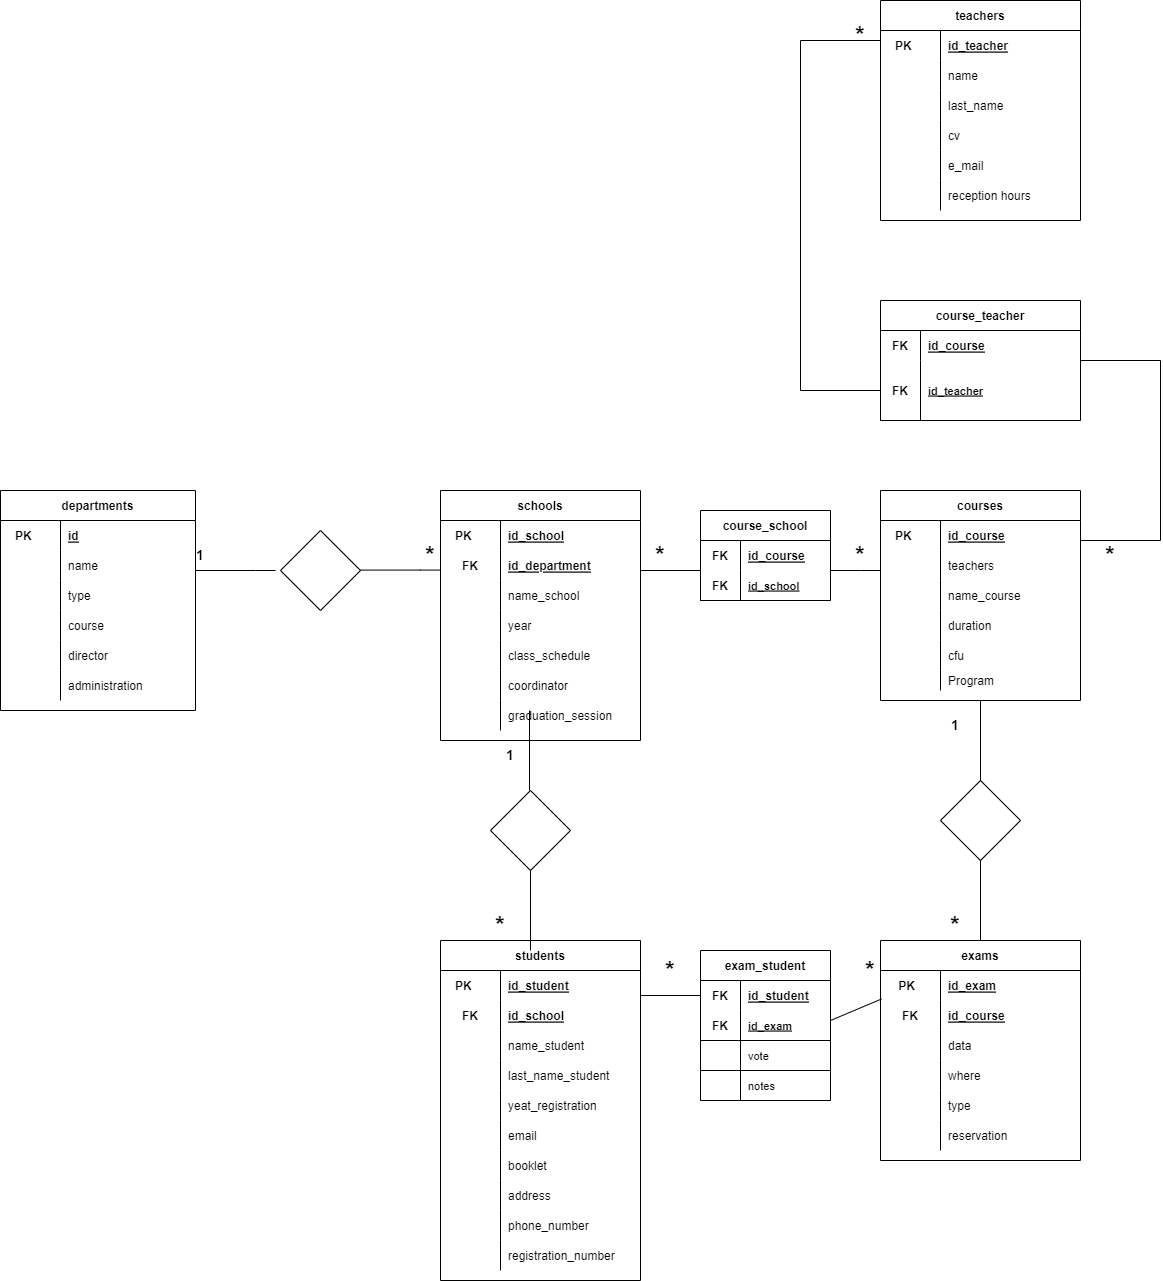 teachers
*
PK id_teacher
name
last_name
cv
e_mail
reception hours
course_teacher
FK id_course
FK id_teacher
departments
PK id
name
type
course
director
administration
1
*
schools
PK id_school
FK id_department
name_school
year
class_schedule
coordinator
graduation_session
*
course_school
FK id_course
FK id_school
*
courses
PK id_course
teachers
name_course
duration
cfu
Program
*
1
1
*
*
students
PK id_student
FK id_school
name_student
last_name_student
yeat_registration
email
booklet
address
phone_number
registration_number
*
exam_student
FK id_student
FK id_exam
vote
notes
*
exams
PK id_exam
FK id_course
data
where
type
reservation